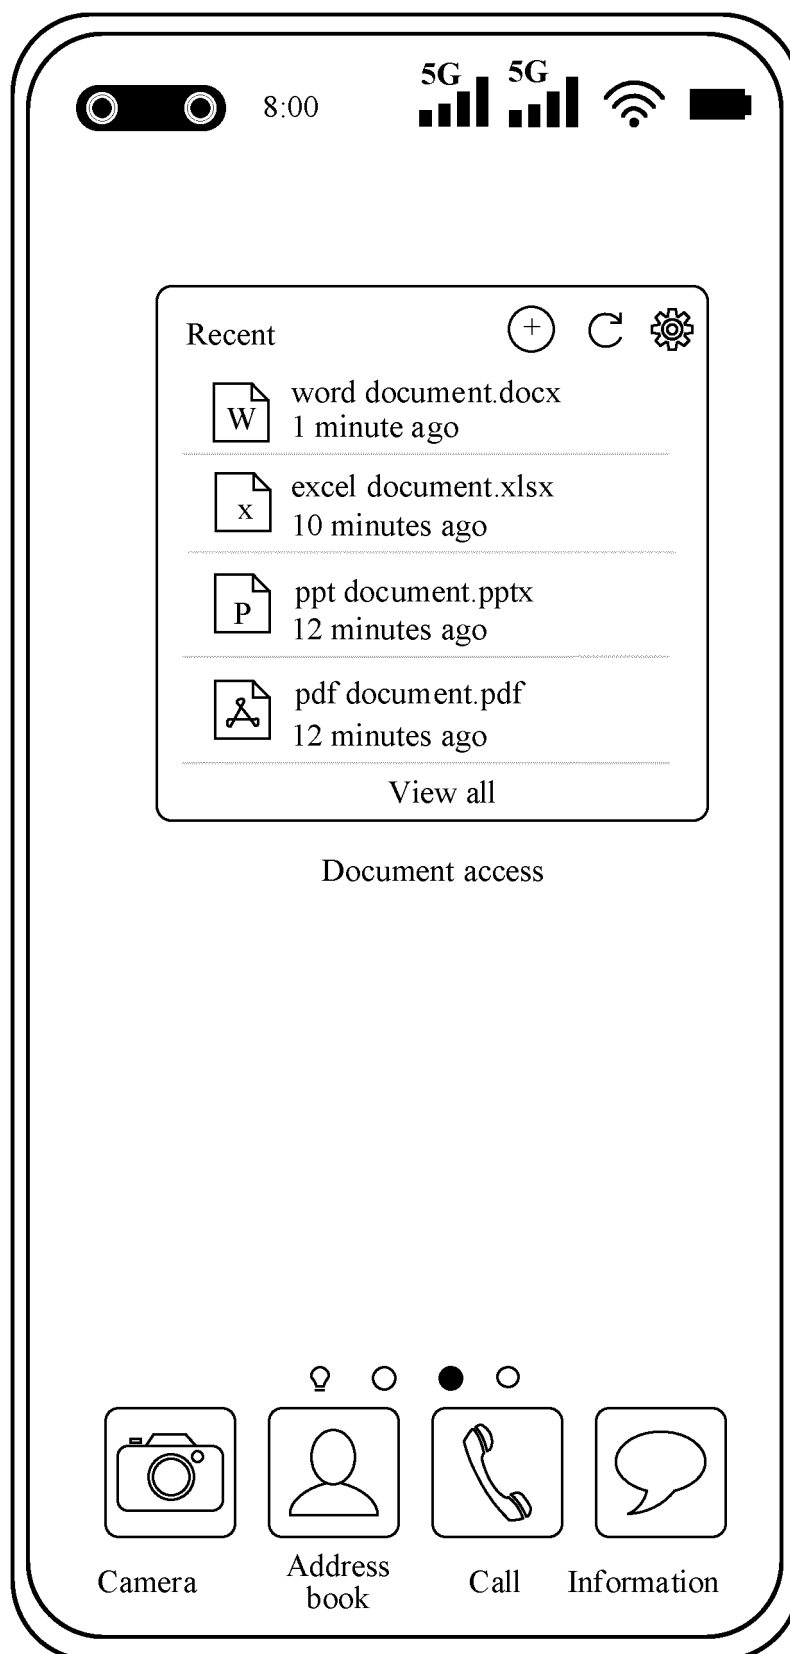 5G 5G
8:00
Recent +
word document.docx
W
1 minute ago
excel document.xlsx
x
10 minutes ago
ppt document.pptx
P
12 minutes ago
pdf document.pdf
12 minutes ago
View all
Document access
Camera
Address
book
Call
Information